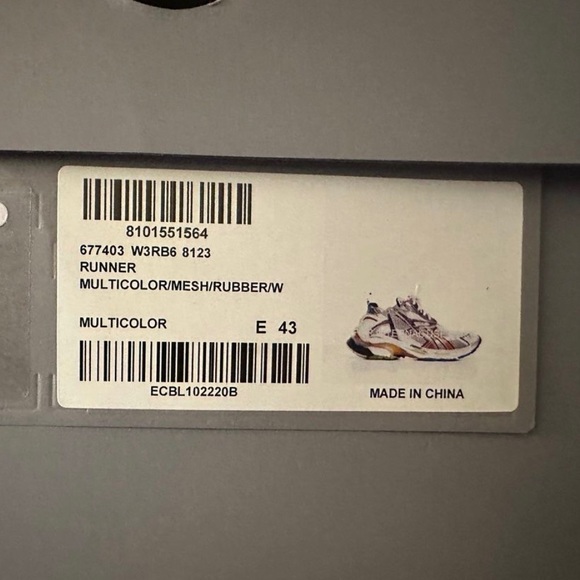 8101551564
677403 W3RB6 8123
RUNNER
MULTICOLOR/MESH/RUBBER/W
MULTICOLOR E 43
ECBL102220B
MADE IN CHINA